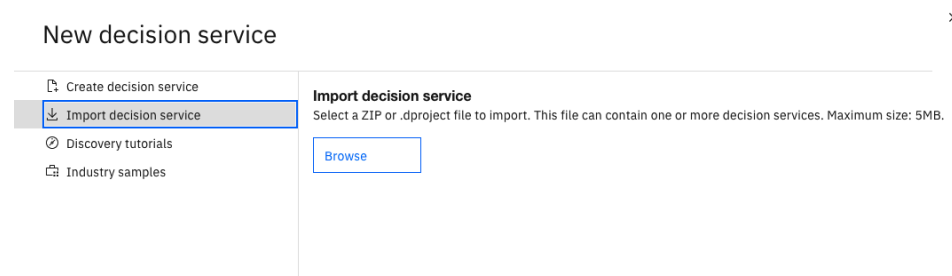 New decision service
Create decision service
Import decision service
Discovery tutorials
Industry samples
Import decision service
Select a ZIP or .dproject file to import. This file can contain one or more decision services. Maximum size: 5MB.
Browse